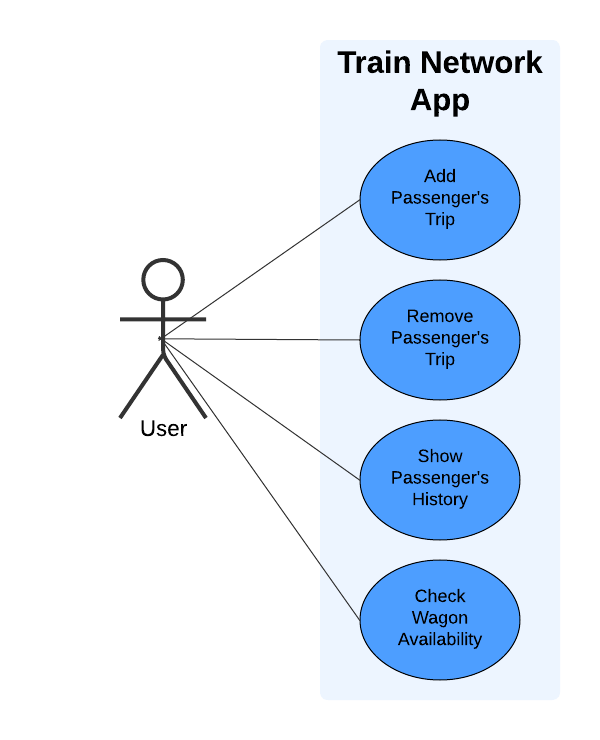 Train Network
App
Add
Passenger's
Trip
Remove
Passenger's
Trip
User
Show
Passenger's
History
Check
Wagon
Availability